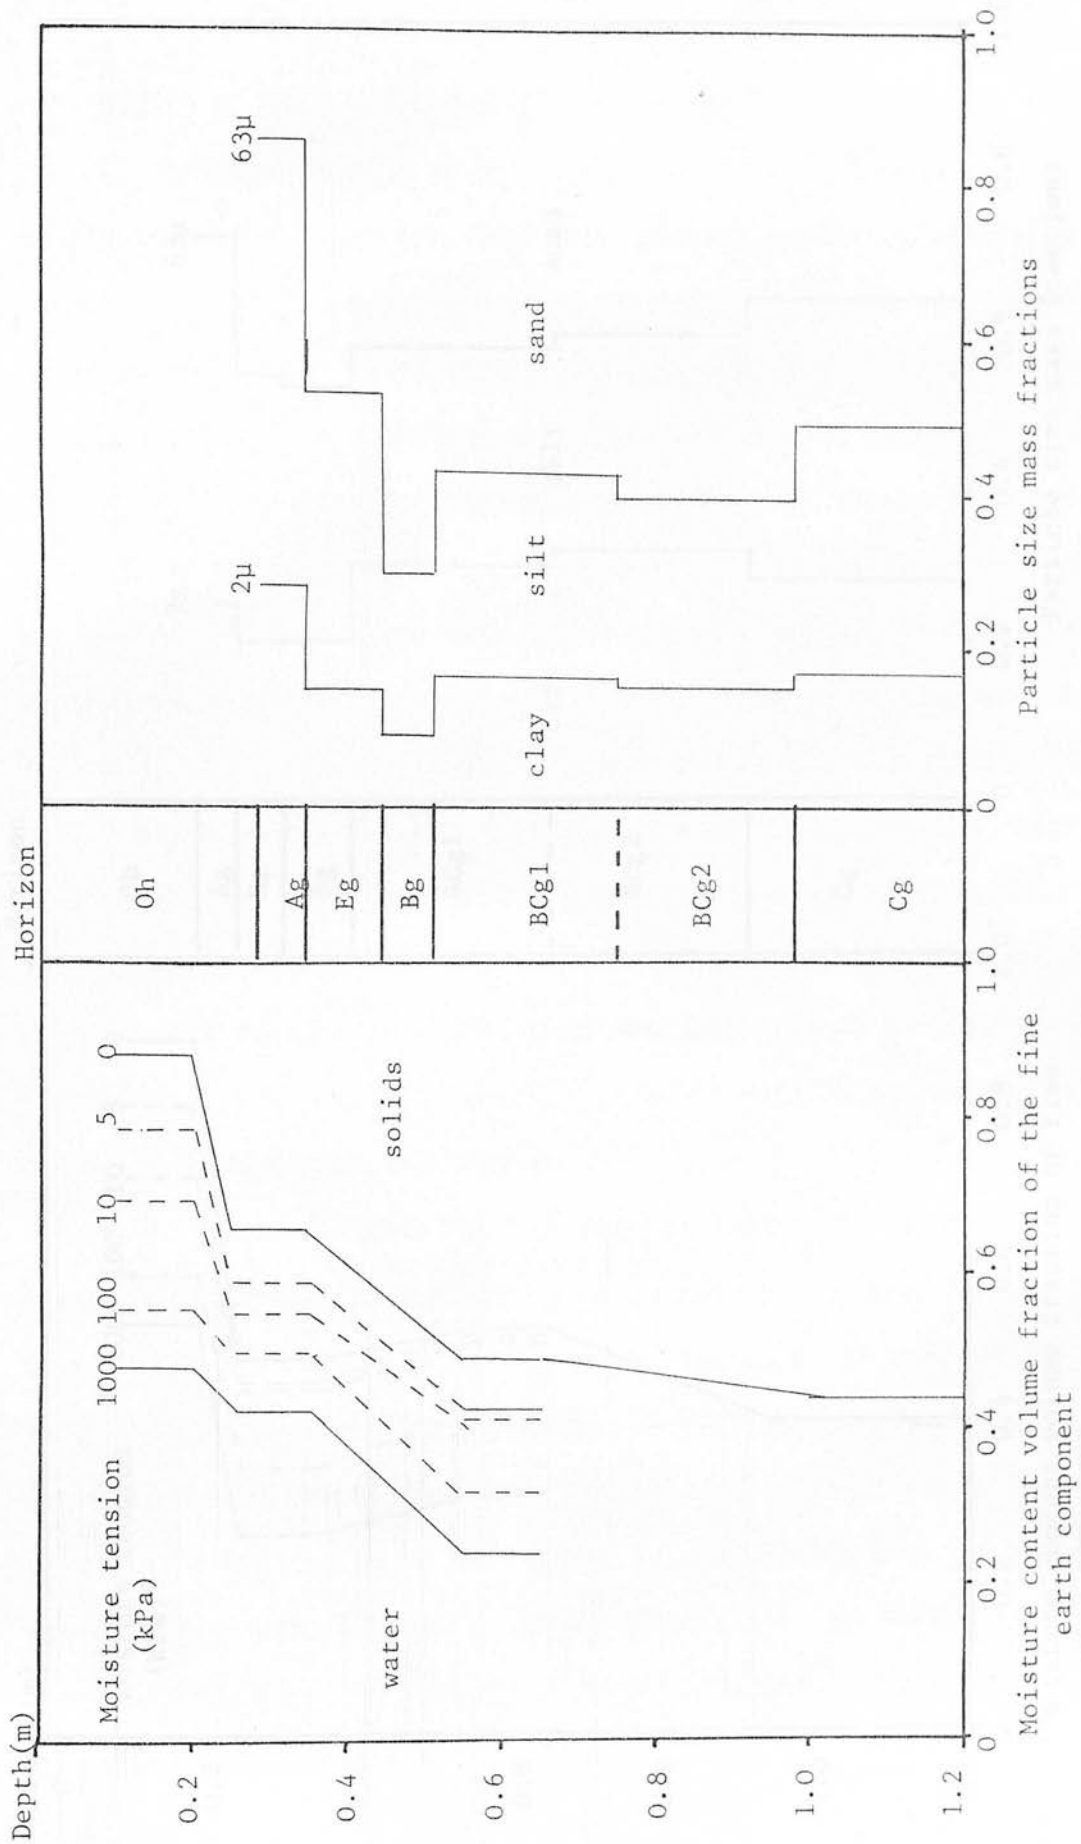 Depth(m)
Horizon
0.2
0.4
0.6
0.8
1.0
1.2
Moisture tension
(kPa)
1000
100
10
5
0
water
solids
0
0.2
0.4
0.6
0.8
1.0
Moisture content volume fraction of the fine
earth component
Oh
Ag
Eg
Bg
BCg1
BCg2
Cg
2μ
63μ
clay
silt
sand
0
0.2
0.4
0.6
0.8
1.0
Particle size mass fractions